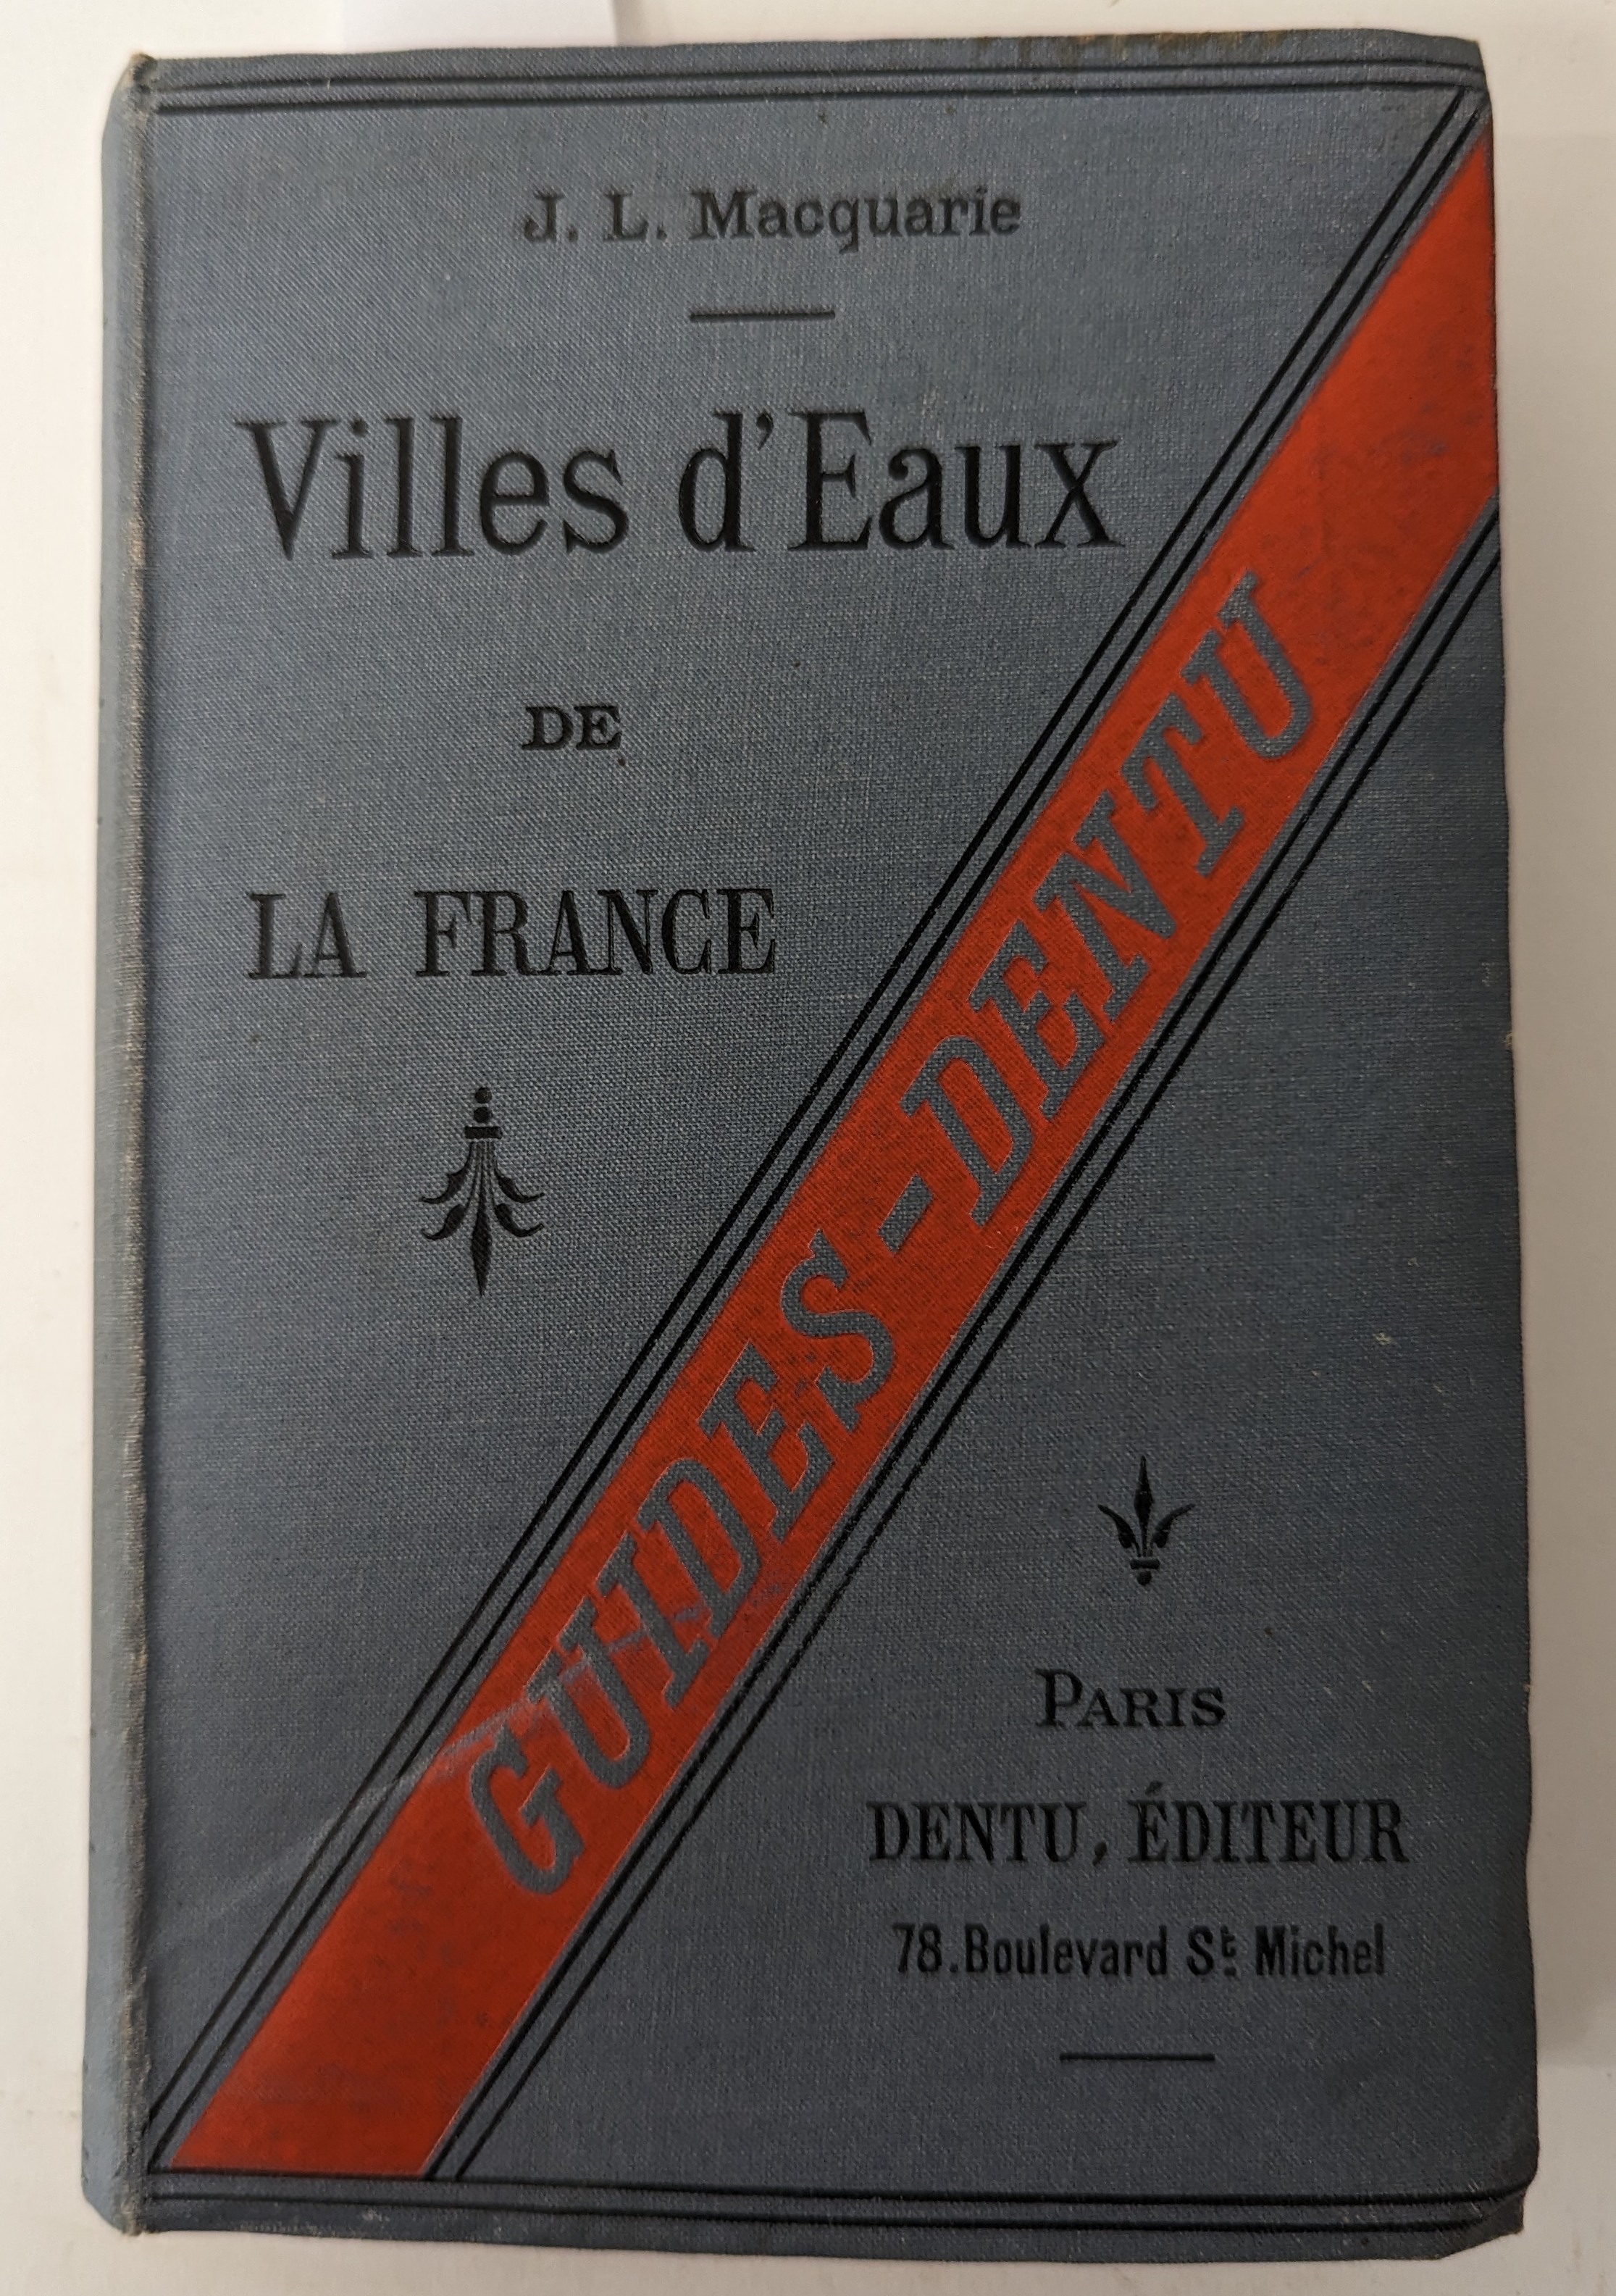 J. L. Macquarie
Villes d'Eaux
DE
LA FRANCE
GUIDES-DENTU
PARIS
DENTU, ÉDITEUR
78. Boulevard St Michel